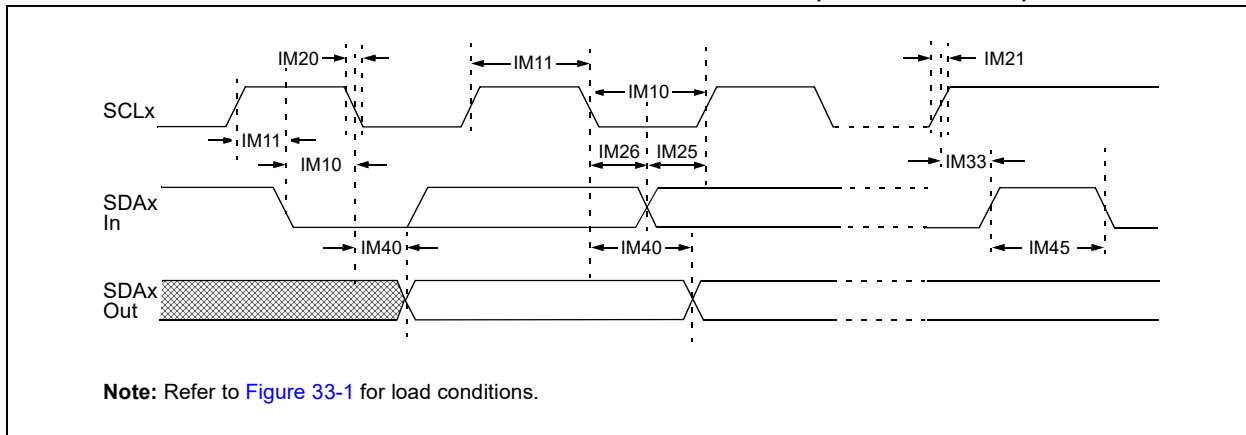 IM20
IM11
IM21
IM10
SCLx
IM11
IM26
IM25
IM10
IM33
SDAx
In
IM40
IM40
IM45
SDAx
Out
Note: Refer to Figure 33-1 for load conditions.